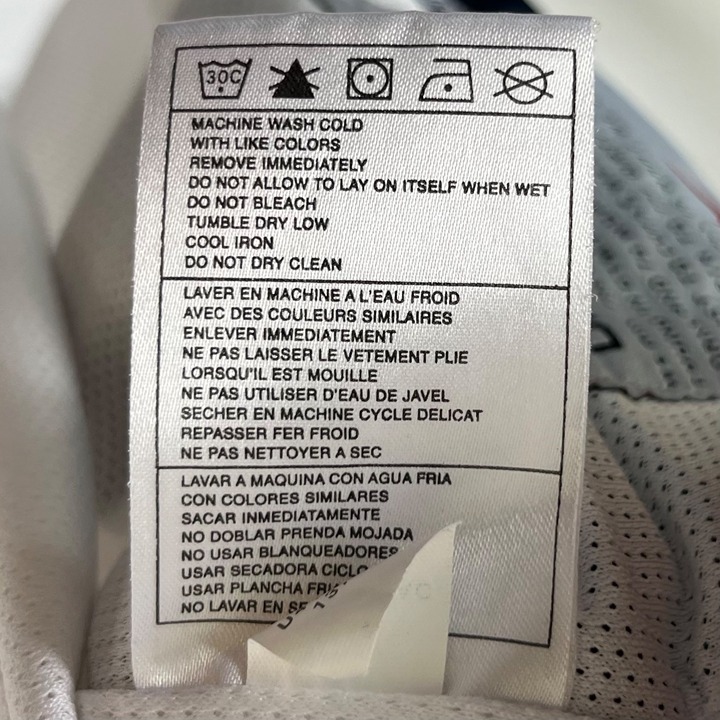 30C
MACHINE WASH COLD
WITH LIKE COLORS
REMOVE IMMEDIATELY
DO NOT ALLOW TO LAY ON ITSELF WHEN WET
DO NOT BLEACH
TUMBLE DRY LOW
COOL IRON
DO NOT DRY CLEAN
LAVER EN MACHINE A L'EAU FROID
AVEC DES COULEURS SIMILAIRES
ENLEVER IMMEDIATEMENT
NE PAS LAISSER LE VETEMENT PLIE
LORSQU'IL EST MOUILLE
NE PAS UTILISER D'EAU DE JAVEL
SECHER EN MACHINE CYCLE DELICAT
REPASSER FER FROID
NE PAS NETTOYER A SEC
LAVAR A MAQUINA CON AGUA FRIA
CON COLORES SIMILARES
SACAR INMEDIATAMENTE
NO DOBLAR PRENDA MOJADA
NO USAR BLANQUEADORES
USAR SECADORA CICLO
USAR PLANCHA
NO LAVAR EN